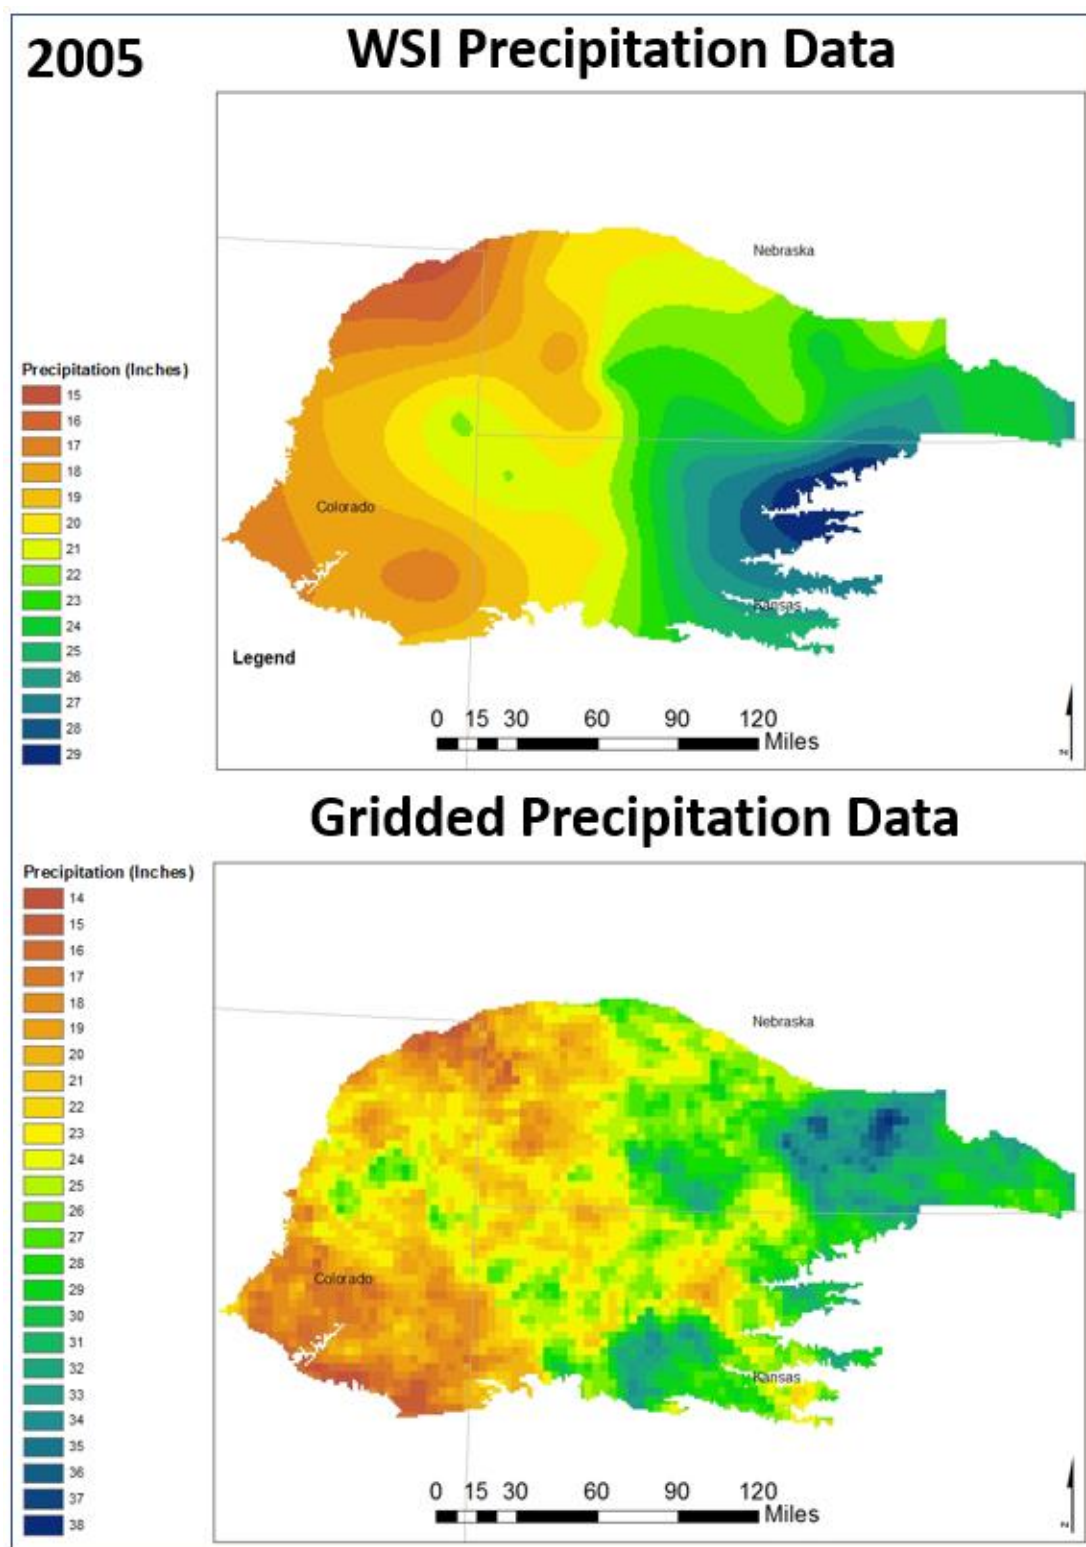 2005
WSI Precipitation Data
Nebraska
Precipitation (Inches)
15
16
17
18
19
20
21
22
23
24
25
26
27
28
29
Colorado
Kansas
Legend
0 15 30 60 90 120
Miles
N
Gridded Precipitation Data
Precipitation (Inches)
14
15
16
17
18
19
20
21
22
23
24
25
26
27
28
29
30
31
32
33
34
35
36
37
38
Nebraska
Colorado
Kansas
0 15 30 60 90 120
Miles
N